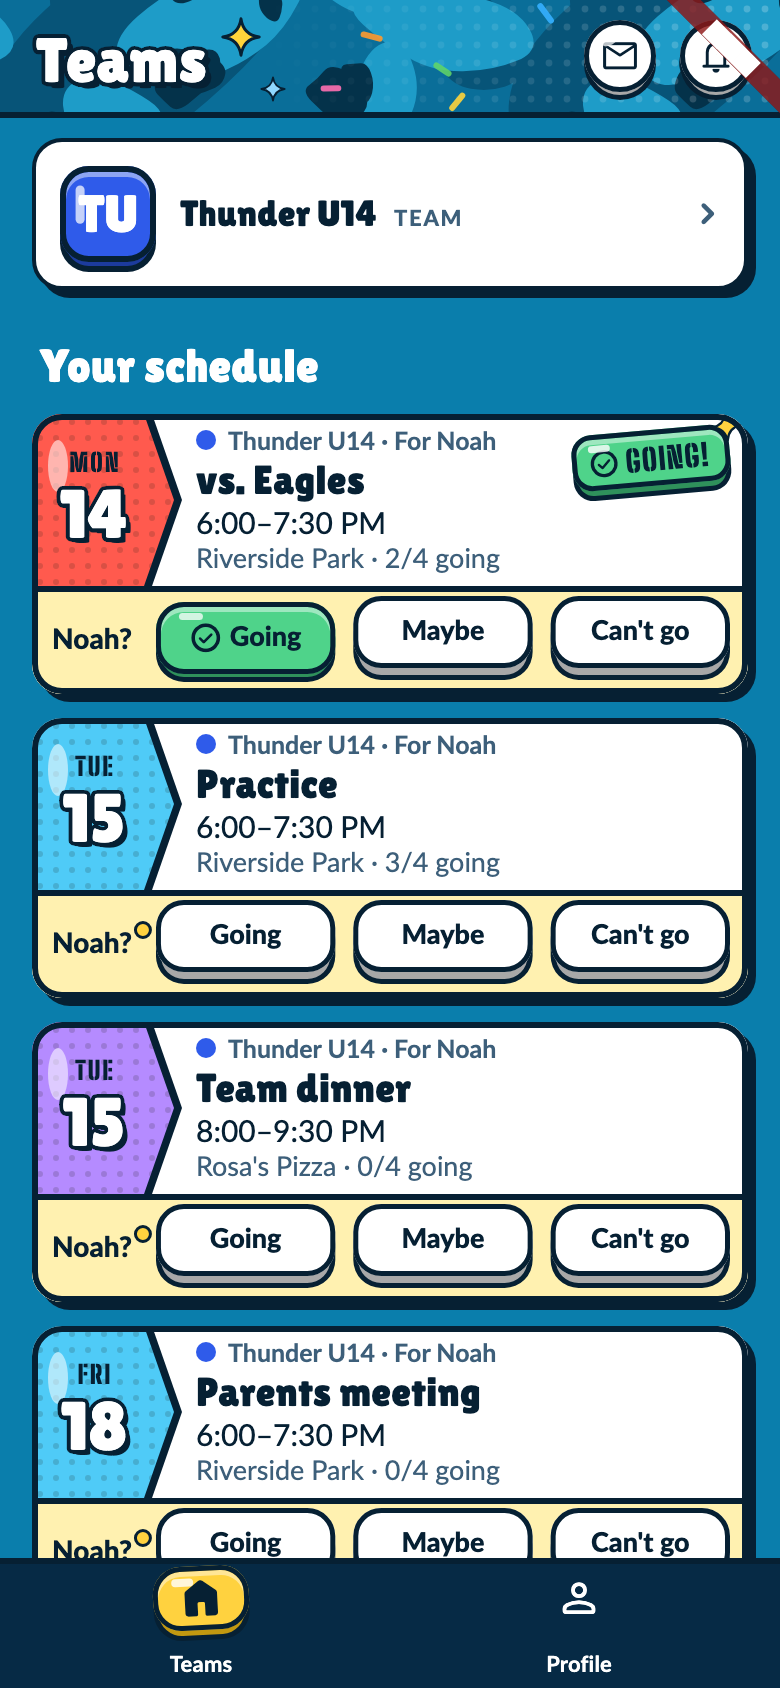 Teams
TU
Thunder U14 TEAM
Your schedule
MON
14
Thunder U14 · For Noah
vs. Eagles
6:00–7:30 PM
Riverside Park · 2/4 going
GOING!
Noah?
Going
Maybe
Can't go
TUE
15
Thunder U14 · For Noah
Practice
6:00–7:30 PM
Riverside Park · 3/4 going
Noah?
Going
Maybe
Can't go
TUE
15
Thunder U14 · For Noah
Team dinner
8:00–9:30 PM
Rosa's Pizza · 0/4 going
Noah?
Going
Maybe
Can't go
FRI
18
Thunder U14 · For Noah
Parents meeting
6:00–7:30 PM
Riverside Park · 0/4 going
Noah?
Going
Maybe
Can't go
Teams
Profile